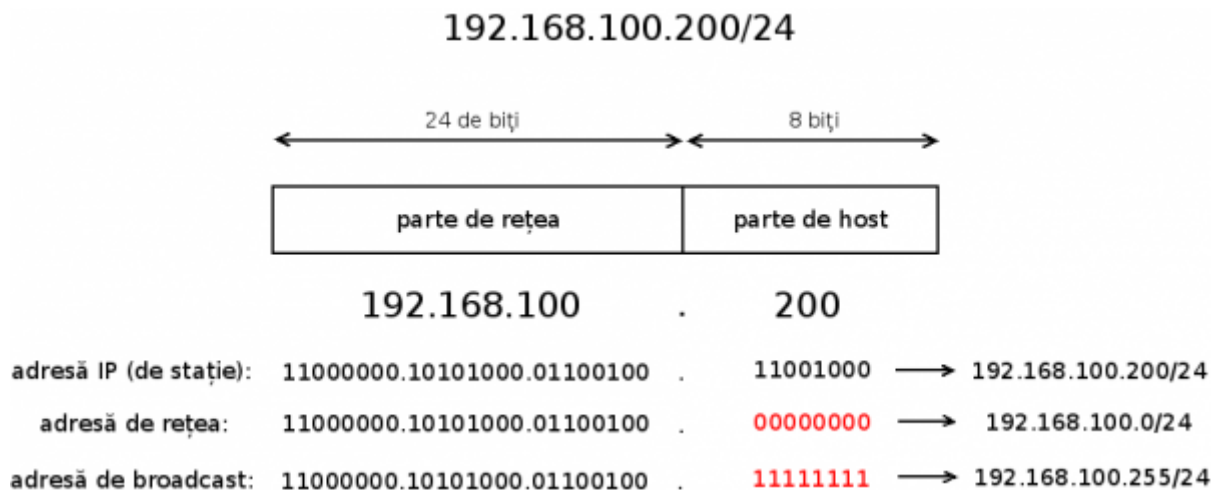 192.168.100.200/24
24 de biţi 8 biţi
parte de rețea parte de host
192.168.100 . 200
adresă IP (de stație): 11000000.10101000.01100100 . 11001000 → 192.168.100.200/24
adresă de rețea: 11000000.10101000.01100100 . 00000000 → 192.168.100.0/24
adresă de broadcast: 11000000.10101000.01100100 . 11111111 → 192.168.100.255/24